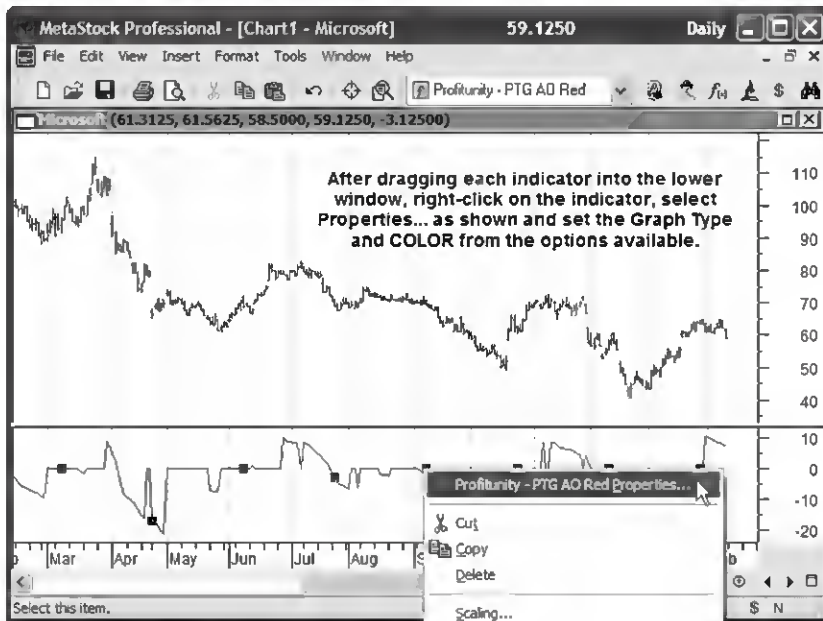 MetaStock Professional - [Chart1 - Microsoft] 59.1250 Daily
File Edit View Insert Format Tools Window Help
Profitunity - PTG AO Red
Microsoft (61.3125, 61.5625, 58.5000, 59.1250, -3.12500)
After dragging each indicator into the lower
window, right-click on the indicator, select
Properties... as shown and set the Graph Type
and COLOR from the options available.
110
100
90
80
70
60
50
40
10
0
-10
-20
Profitunity - PTG AO Red Properties...
Cut
Copy
Delete
Scaling...
Mar Apr May Jun Jul Aug
Select this item. $ N